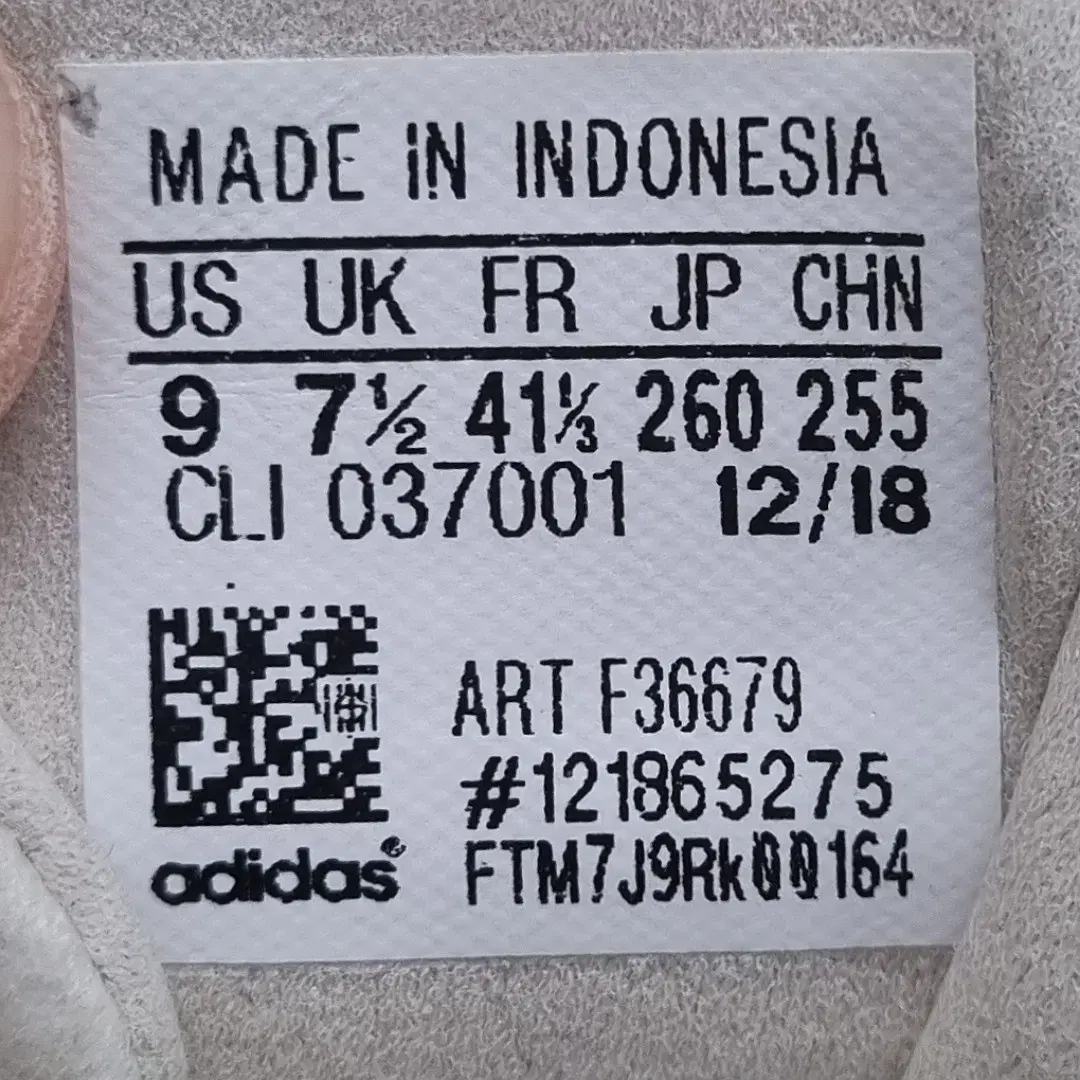 MADE IN INDONESIA
US UK FR JP CHN
9 7½ 41⅓ 260 255
CLI 037001 12/18
ART F36679
#121865275
adidas® FTM7J9Rk00164